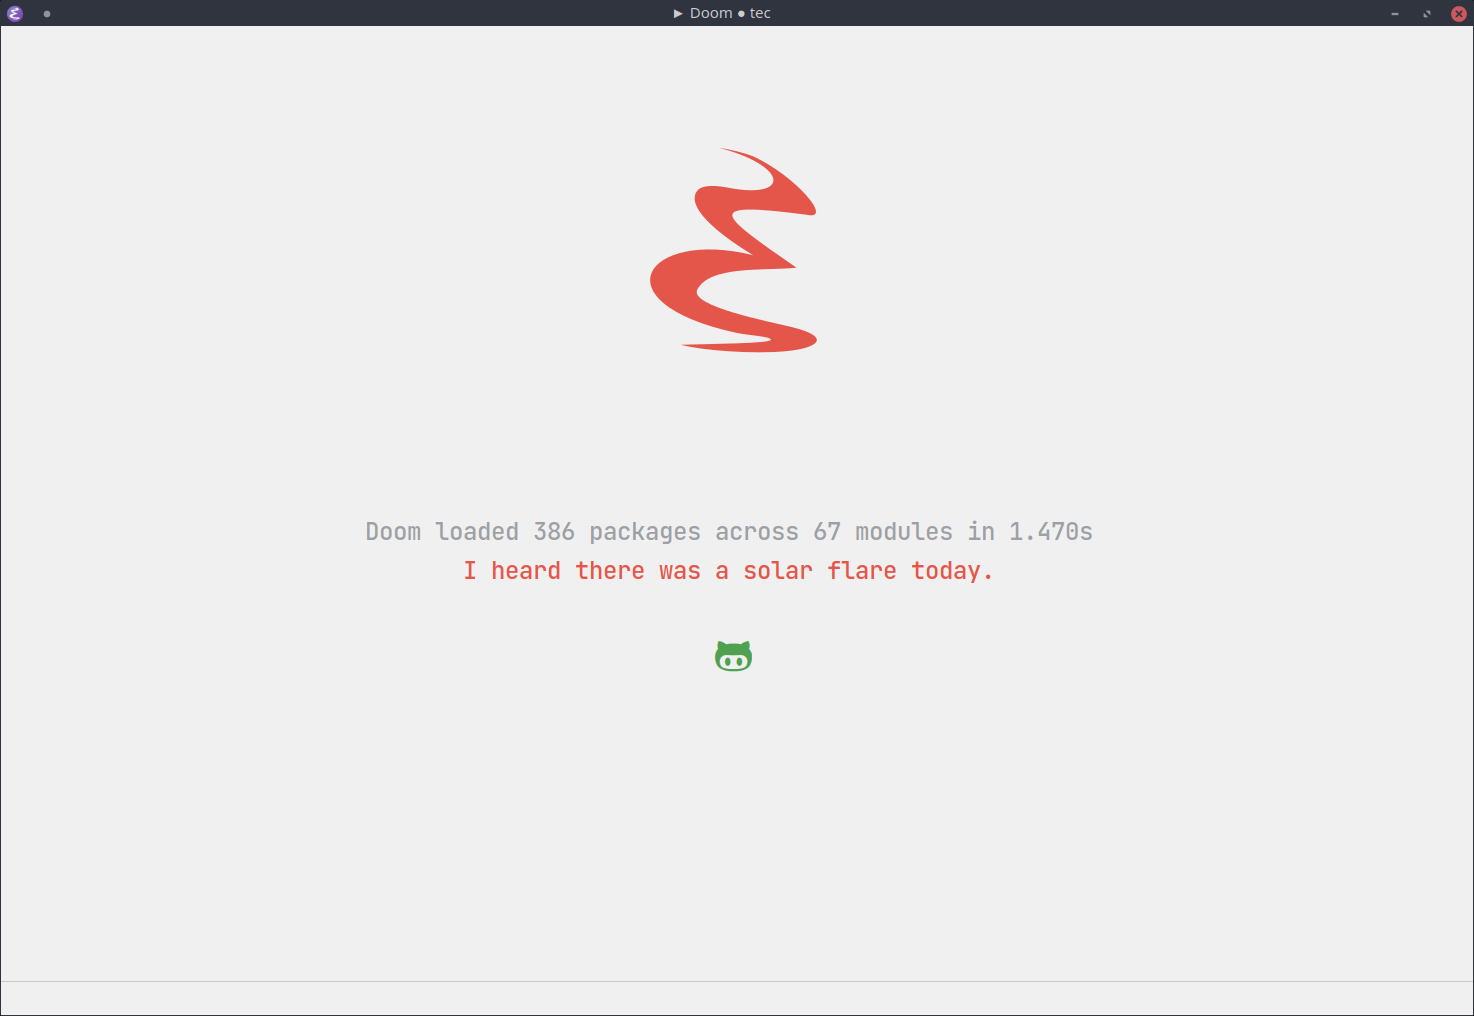 ▶ Doom ● tec
Doom loaded 386 packages across 67 modules in 1.470s
I heard there was a solar flare today.